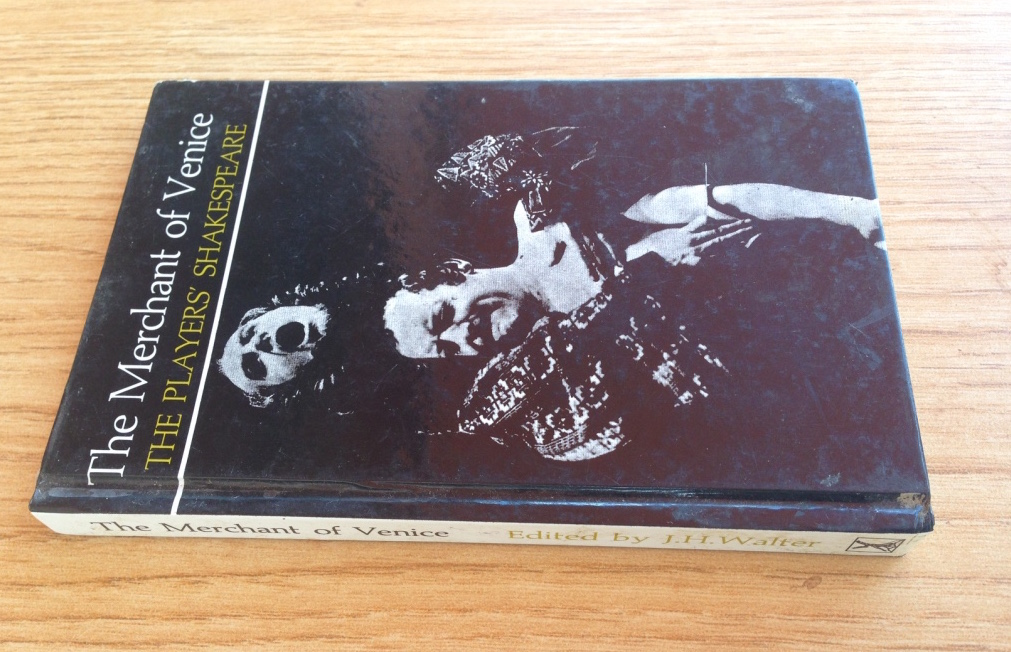 The Merchant of Venice
THE PLAYERS' SHAKESPEARE
The Merchant of Venice Edited by J.H.Walter